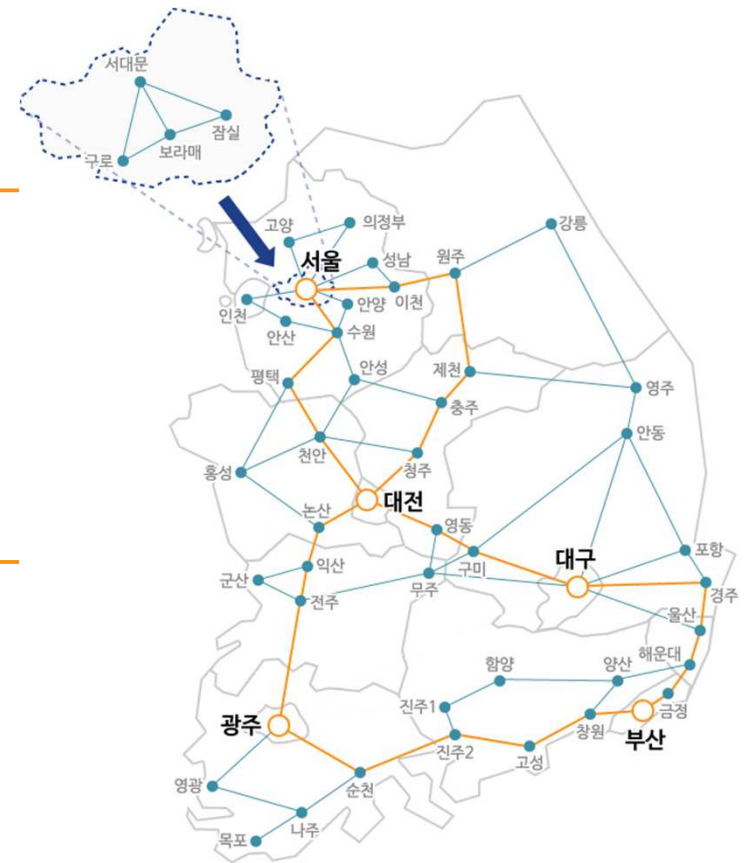 서대문
잠실
보라매
구로
고양
의정부
강릉
서울
성남
원주
인천
안양
이천
안산
수원
평택
안성
제천
영주
충주
안동
천안
청주
홍성
논산
대전
영동
익산
구미
대구
포항
군산
무주
경주
전주
울산
함양
양산
해운대
진주1
금정
광주
진주2
창원
부산
고성
영광
순천
나주
목포